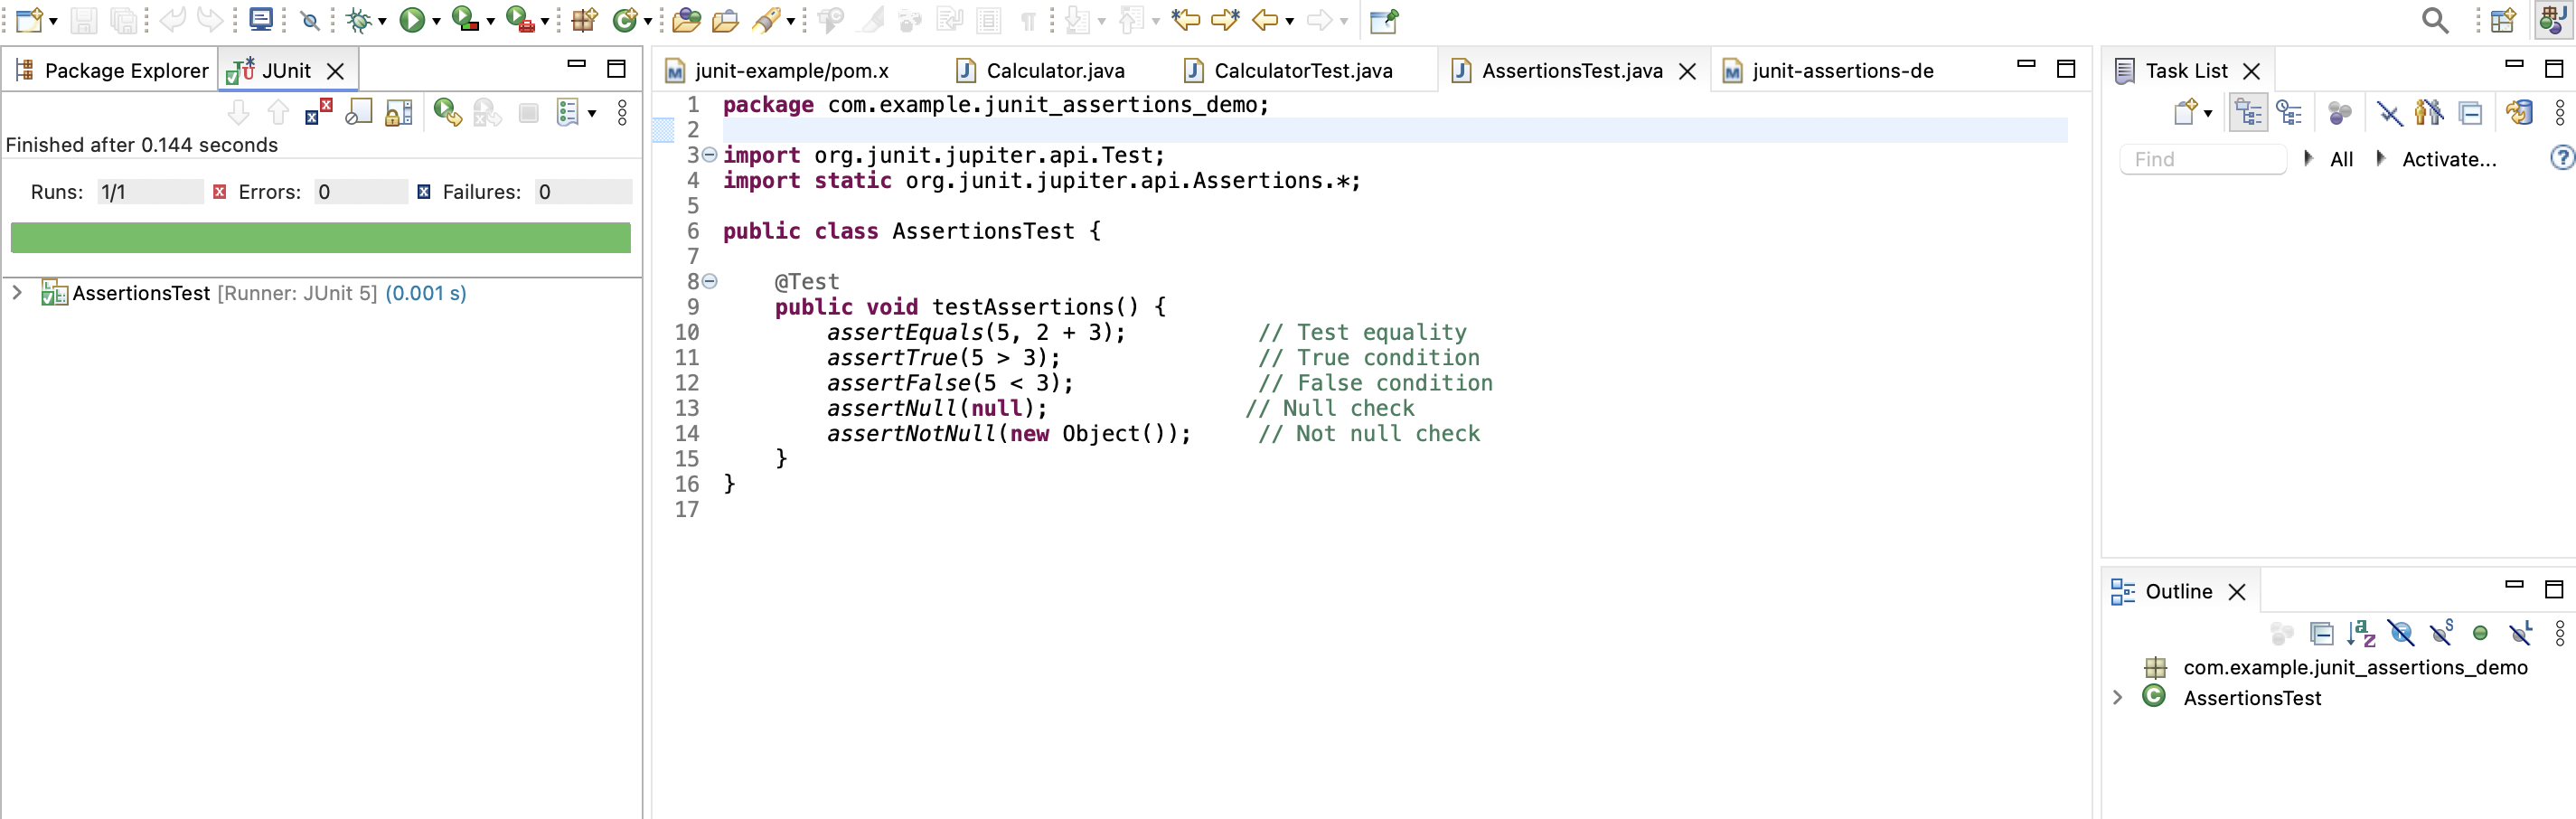 Package Explorer JUnit
Finished after 0.144 seconds
Runs: 1/1 Errors: 0 Failures: 0
AssertionsTest [Runner: JUnit 5] (0.001 s)
junit-example/pom.x Calculator.java CalculatorTest.java AssertionsTest.java junit-assertions-de
1 package com.example.junit_assertions_demo;
2
3 import org.junit.jupiter.api.Test;
4 import static org.junit.jupiter.api.Assertions.*;
5
6 public class AssertionsTest {
7
8 @Test
9 public void testAssertions() {
10 assertEquals(5, 2 + 3); // Test equality
11 assertTrue(5 > 3); // True condition
12 assertFalse(5 < 3); // False condition
13 assertNull(null); // Null check
14 assertNotNull(new Object()); // Not null check
15 }
16 }
17
Task List
Find All Activate...
Outline
com.example.junit_assertions_demo
AssertionsTest